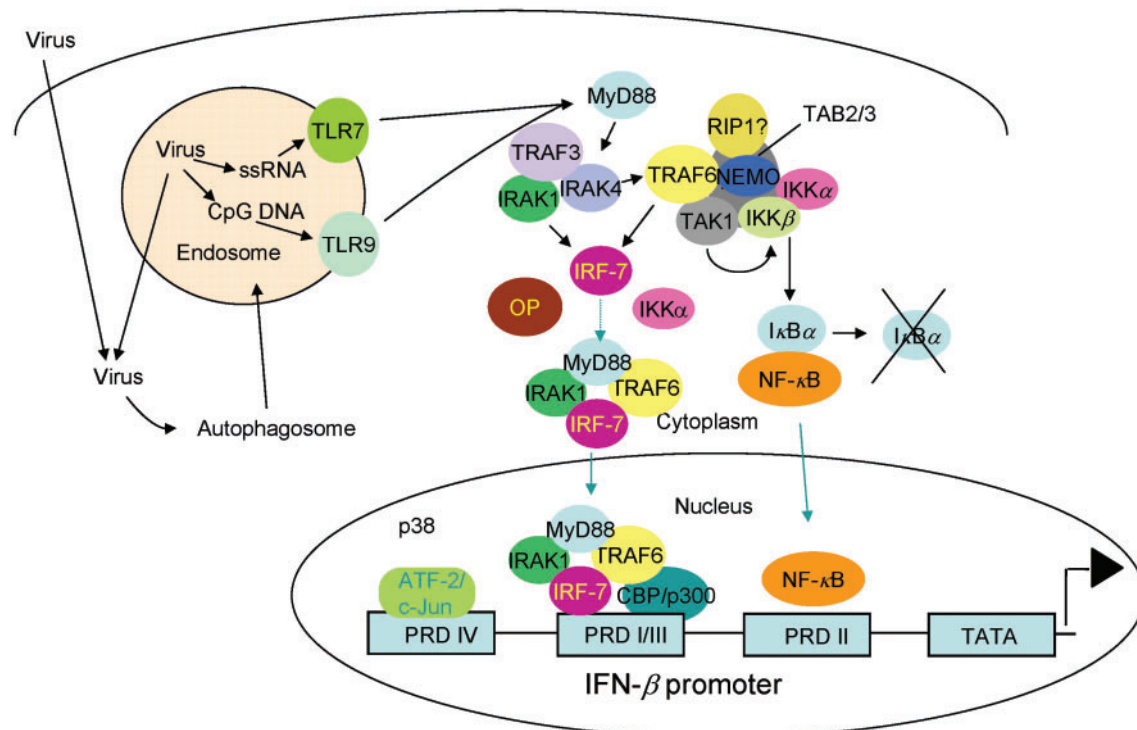 Virus
MyD88
RIP1?
TAB2/3
TLR7
TRAF3
Virus
ssRNA
TRAF6
NEMO
IRAK1
IRAK4
IKKα
CpG DNA
TAK1
IKKβ
TLR9
Endosome
IRF-7
OP
IKKα
IκBα
IκBα
MyD88
Virus
IRAK1
TRAF6
NF-κB
IRF-7
Cytoplasm
Autophagosome
Nucleus
p38
MyD88
IRAK1
TRAF6
ATF-2/
c-Jun
IRF-7
CBP/p300
NF-κB
PRD IV
PRD I/III
PRD II
TATA
IFN-β promoter